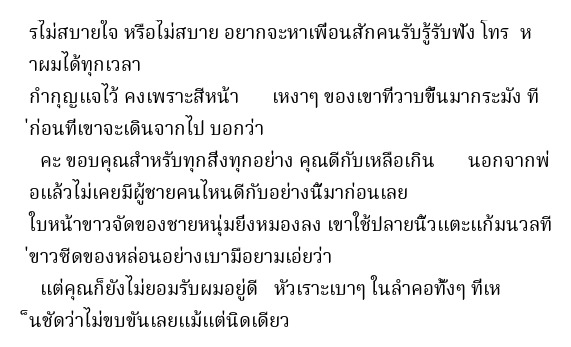 รไม่สบายใจ หรือไม่สบาย อยากจะหาเพื่อนสักคนรับรู้รับฟัง โทร ห
าผมได้ทุกเวลา
กำกุญแจไว้ คงเพราะสีหน้า เหงาๆ ของเขาที่วาบขึ้นมากระมัง ที
่ก่อนที่เขาจะเดินจากไป บอกว่า
คะ ขอบคุณสำหรับทุกสิ่งทุกอย่าง คุณดีกับเหลือเกิน นอกจากพ่
อแล้วไม่เคยมีผู้ชายคนไหนดีกับอย่างนี้มาก่อนเลย
ใบหน้าขาวจัดของชายหนุ่มยิ่งหมองลง เขาใช้ปลายนิ้วแตะแก้มนวลที
่ขาวซีดของหล่อนอย่างเบามือยามเอ่ยว่า
แต่คุณก็ยังไม่ยอมรับผมอยู่ดี หัวเราะเบาๆ ในลำคอทั้งๆ ที่เห
็นชัดว่าไม่ขบขันเลยแม้แต่นิดเดียว